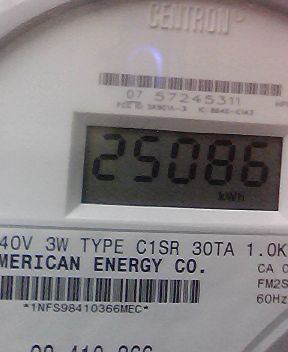 CENTRON®
07 57245311
25086
kWh
40V 3W TYPE C1SR 30TA 1.0K
MERICAN ENERGY CO.
CA 0
FM2S
60Hz
*1NFS98410366MEC*